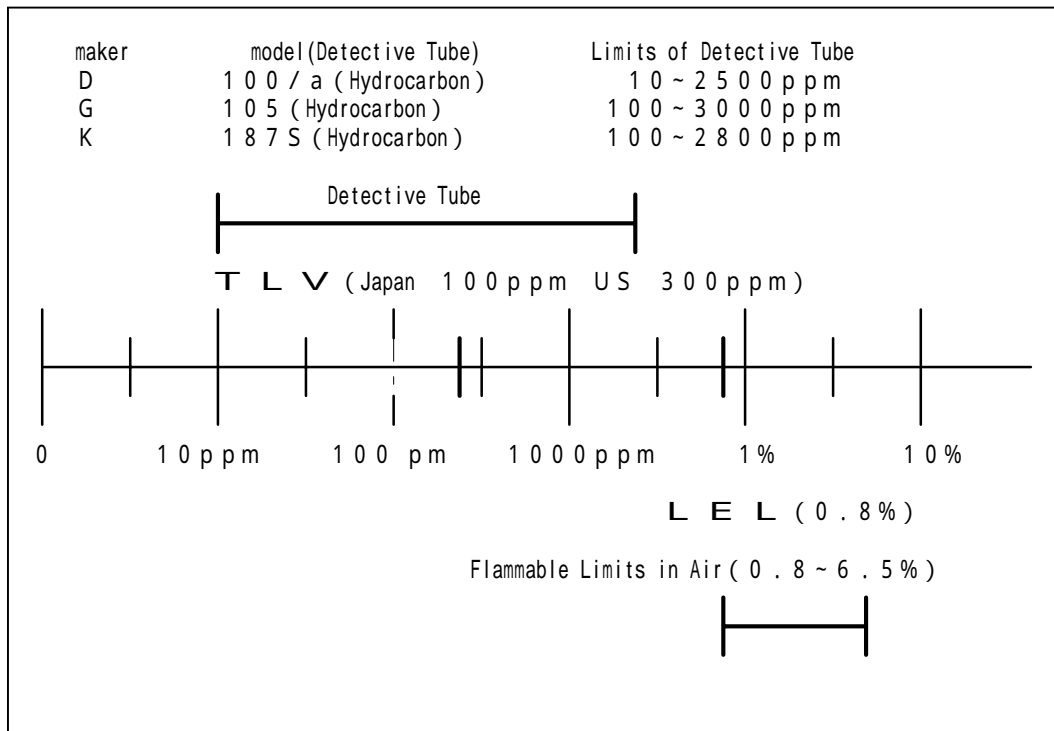 maker model(Detective Tube) Limits of Detective Tube
D 100/a(Hydrocarbon) 10~2500ppm
G 105(Hydrocarbon) 100~3000ppm
K 187S(Hydrocarbon) 100~2800ppm
Detective Tube
TLV(Japan 100ppm US 300ppm)
0 10ppm 100 pm 1000ppm 1% 10%
LEL(0.8%)
Flammable Limits in Air(0.8~6.5%)